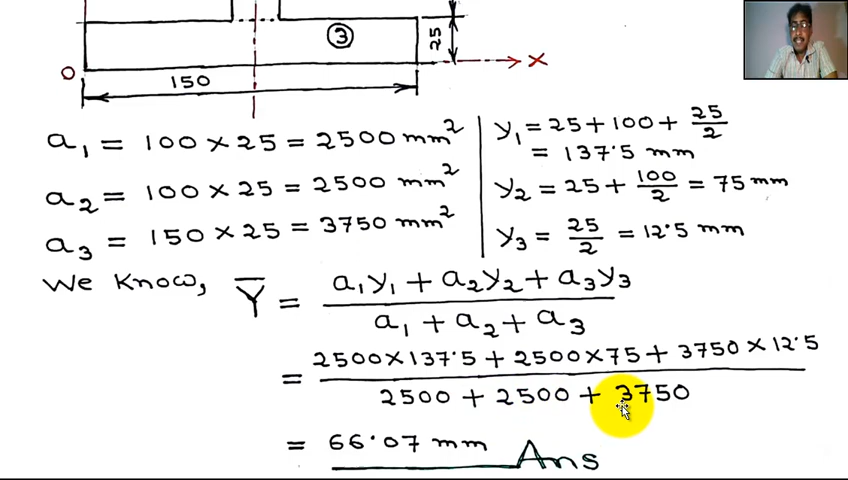 ③
25
O
X
150
a₁ = 100 × 25 = 2500 mm²
a₂ = 100 × 25 = 2500 mm²
a₃ = 150 × 25 = 3750 mm²
y₁ = 25 + 100 + 25/2
= 137.5 mm
y₂ = 25 + 100/2 = 75 mm
y₃ = 25/2 = 12.5 mm
We Know, Y̅ = (a₁y₁ + a₂y₂ + a₃y₃)/(a₁ + a₂ + a₃)
= (2500 × 137.5 + 2500 × 75 + 3750 × 12.5)/(2500 + 2500 + 3750)
= 66.07 mm Ans